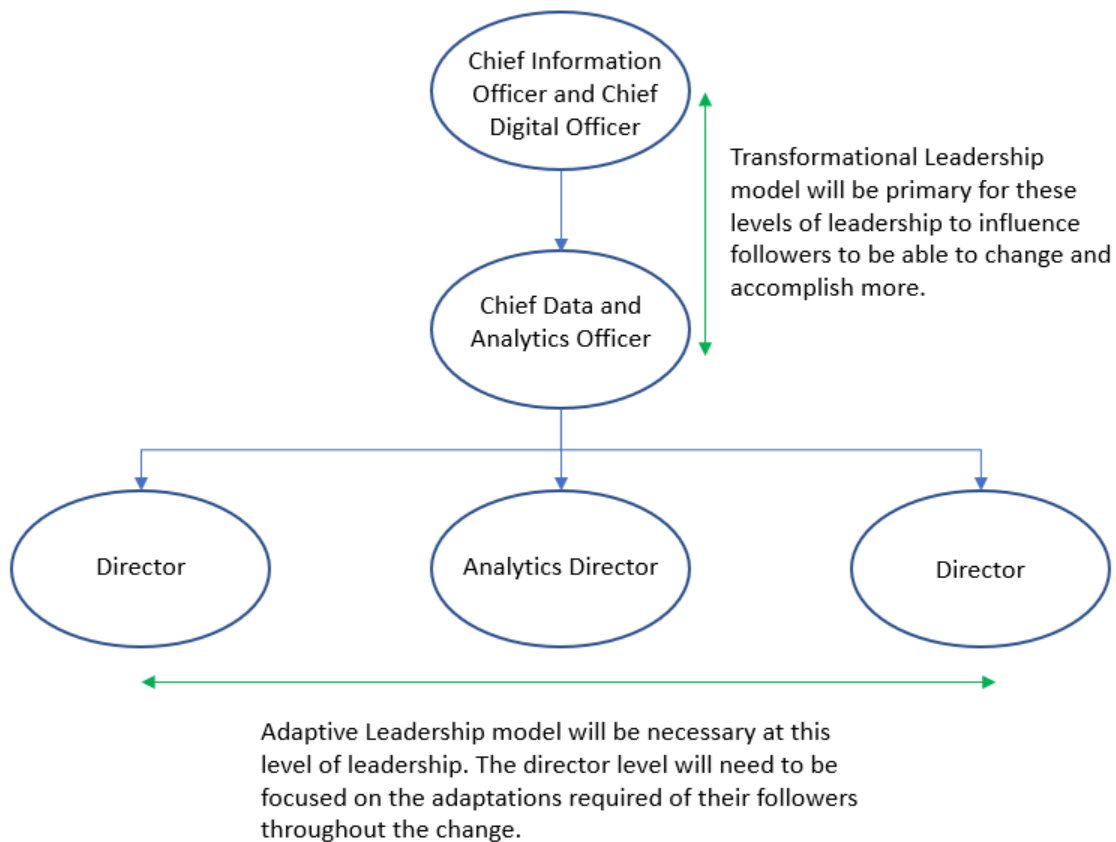 Chief Information
Officer and Chief
Digital Officer
Transformational Leadership
model will be primary for these
levels of leadership to influence
followers to be able to change and
accomplish more.
Chief Data and
Analytics Officer
Director
Analytics Director
Director
Adaptive Leadership model will be necessary at this
level of leadership. The director level will need to be
focused on the adaptations required of their followers
throughout the change.